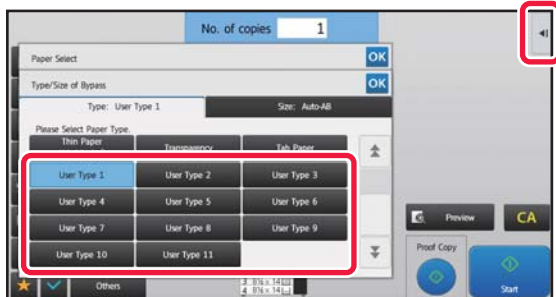 No. of copies 1
Paper Select OK
Type/Size of Bypass OK
Type: User Type 1 Size: Auto-AB
Please Select Paper Type.
Thin Paper Transparency Tab Paper
User Type 1 User Type 2 User Type 3
User Type 4 User Type 5 User Type 6
User Type 7 User Type 8 User Type 9
Preview CA
User Type 10 User Type 11
Proof Copy
Others
Start